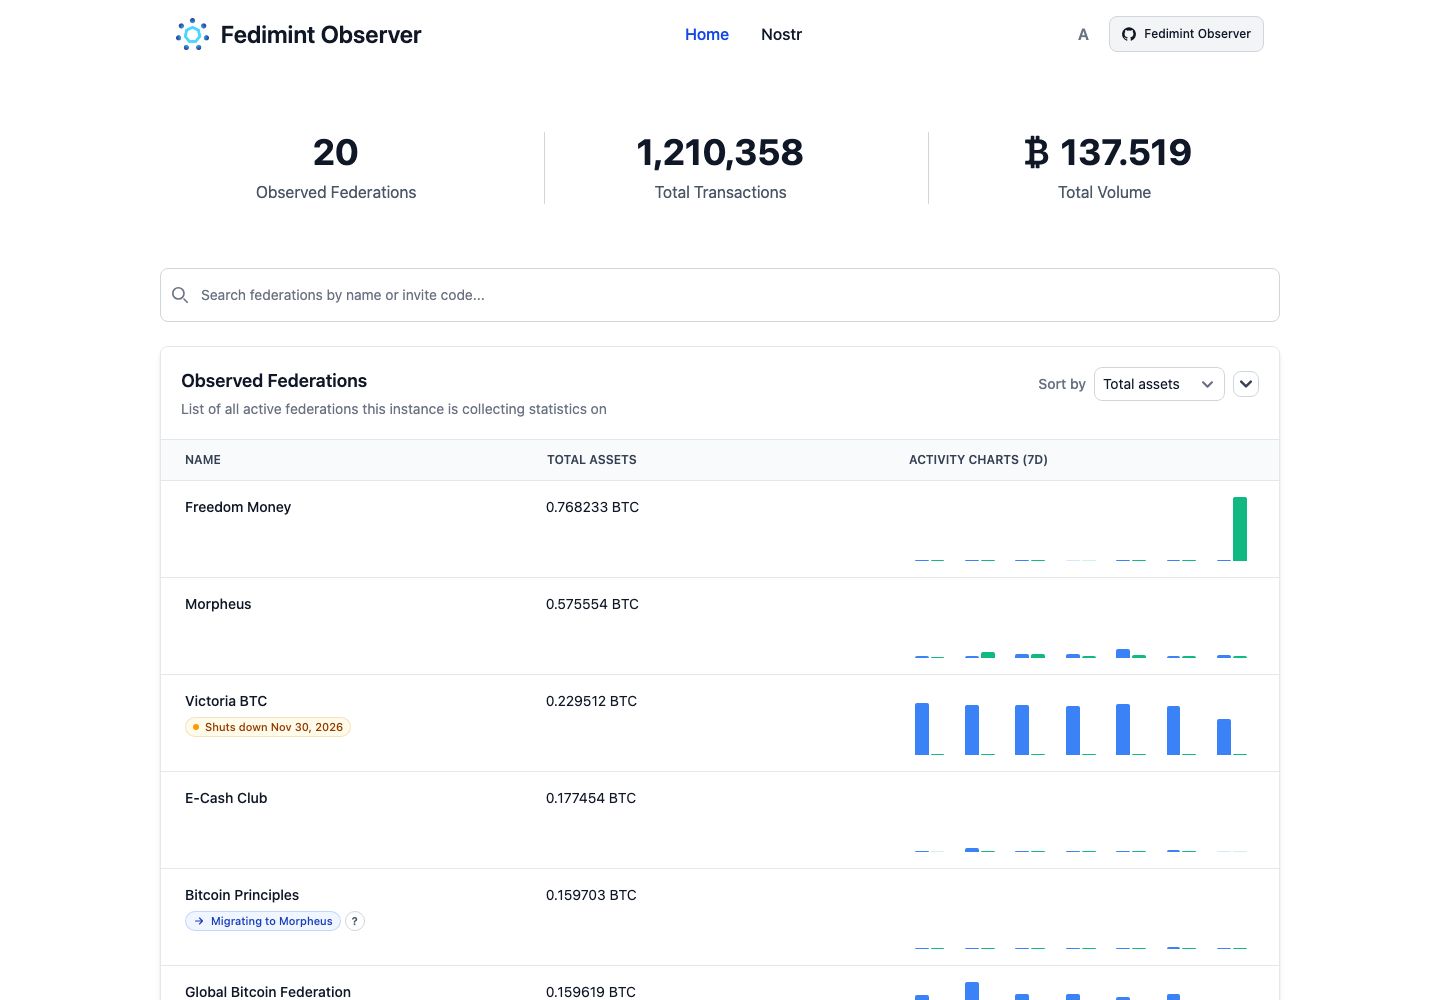 Fedimint Observer
Home
Nostr
A
Fedimint Observer
20
Observed Federations
1,210,358
Total Transactions
₿ 137.519
Total Volume
Search federations by name or invite code...
Observed Federations
List of all active federations this instance is collecting statistics on
Sort by
Total assets
NAME
TOTAL ASSETS
ACTIVITY CHARTS (7D)
Freedom Money
0.768233 BTC
Morpheus
0.575554 BTC
Victoria BTC
0.229512 BTC
Shuts down Nov 30, 2026
E-Cash Club
0.177454 BTC
Bitcoin Principles
0.159703 BTC
→ Migrating to Morpheus
?
Global Bitcoin Federation
0.159619 BTC